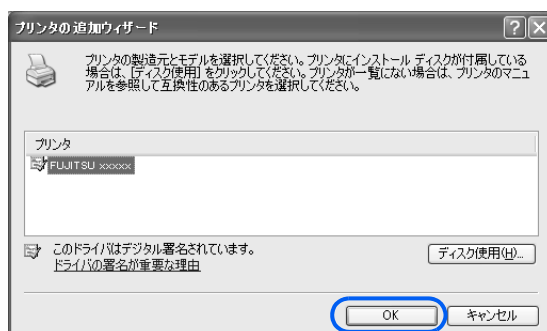 プリンタの追加ウィザード
プリンタの製造元とモデルを選択してください。プリンタにインストール ディスクが付属している
場合は、[ディスク使用] をクリックしてください。プリンタが一覧にない場合は、プリンタのマニュ
アルを参照して互換性のあるプリンタを選択してください。
プリンタ
FUJITSU xxxxx
このドライバはデジタル署名されています。
ドライバの署名が重要な理由
ディスク使用(H)...
OK
キャンセル